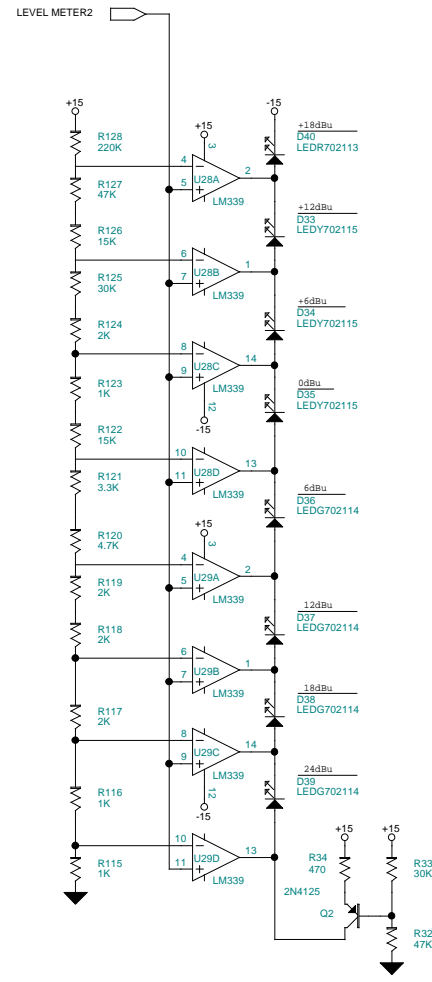 LEVEL METER2
+15
R128
220K
R127
47K
R126
15K
R125
30K
R124
2K
R123
1K
R122
15K
R121
3.3K
R120
4.7K
R119
2K
R118
2K
R117
2K
R116
1K
R115
1K
+15
3
4
5
2
U28A
LM339
6
7
1
U28B
LM339
8
9
14
U28C
LM339
12
-15
10
11
13
U28D
LM339
+15
3
4
5
2
U29A
LM339
6
7
1
U29B
LM339
8
9
14
U29C
LM339
12
-15
10
11
13
U29D
LM339
-15
+18dBu
D40
LEDR702113
+12dBu
D33
LEDY702115
+6dBu
D34
LEDY702115
0dBu
D35
LEDY702115
6dBu
D36
LEDG702114
12dBu
D37
LEDG702114
18dBu
D38
LEDG702114
24dBu
D39
LEDG702114
+15
R34
470
2N4125
Q2
+15
R33
30K
R32
47K